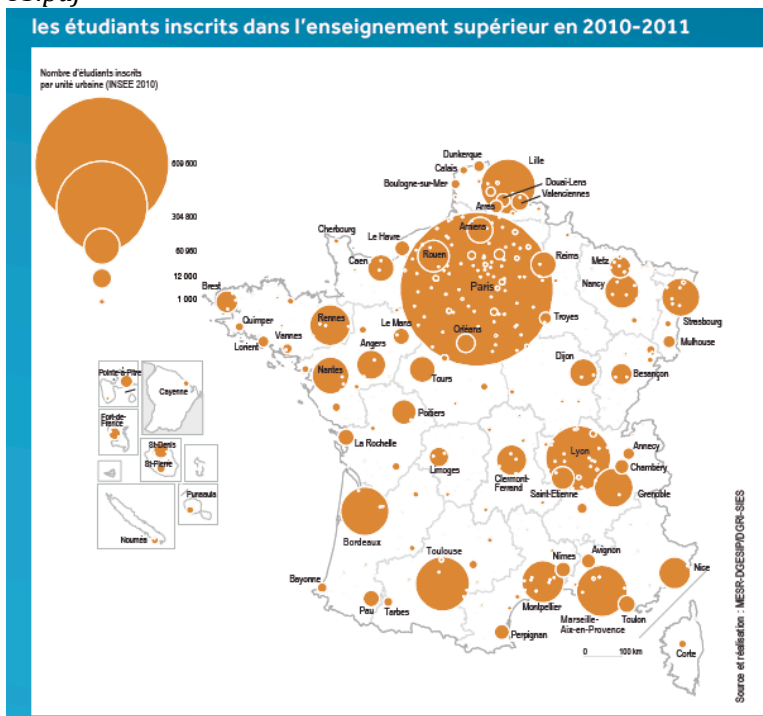 les étudiants inscrits dans l'enseignement supérieur en 2010-2011
Nombre d'étudiants inscrits
par unité urbaine (INSEE 2010)
609 600
304 800
60 960
12 000
1 000
Dunkerque
Lille
Calais
Douai-Lens
Boulogne-sur-Mer
Valenciennes
Arras
Cherbourg
Amiens
Le Havre
Rouen
Reims
Caen
Metz
Paris
Nancy
Brest
Strasbourg
Rennes
Troyes
Quimper
Le Mans
Orléans
Mulhouse
Vannes
Lorient
Angers
Dijon
Nantes
Besançon
Tours
Pointe-à-Pitre
Cayenne
Poitiers
Fort-de-
France
La Rochelle
St-Denis
St-Pierre
Lyon
Annecy
Limoges
Chambéry
Clermont-
Ferrand
Saint-Etienne
Grenoble
Punaauia
Nouméa
Bordeaux
Toulouse
Nîmes
Avignon
Nice
Bayonne
Montpellier
Pau
Tarbes
Marseille-
Aix-en-Provence
Toulon
Perpignan
0 100 km
Corte
Source et réalisation : MESR-DGESIP/DGRI-SIES